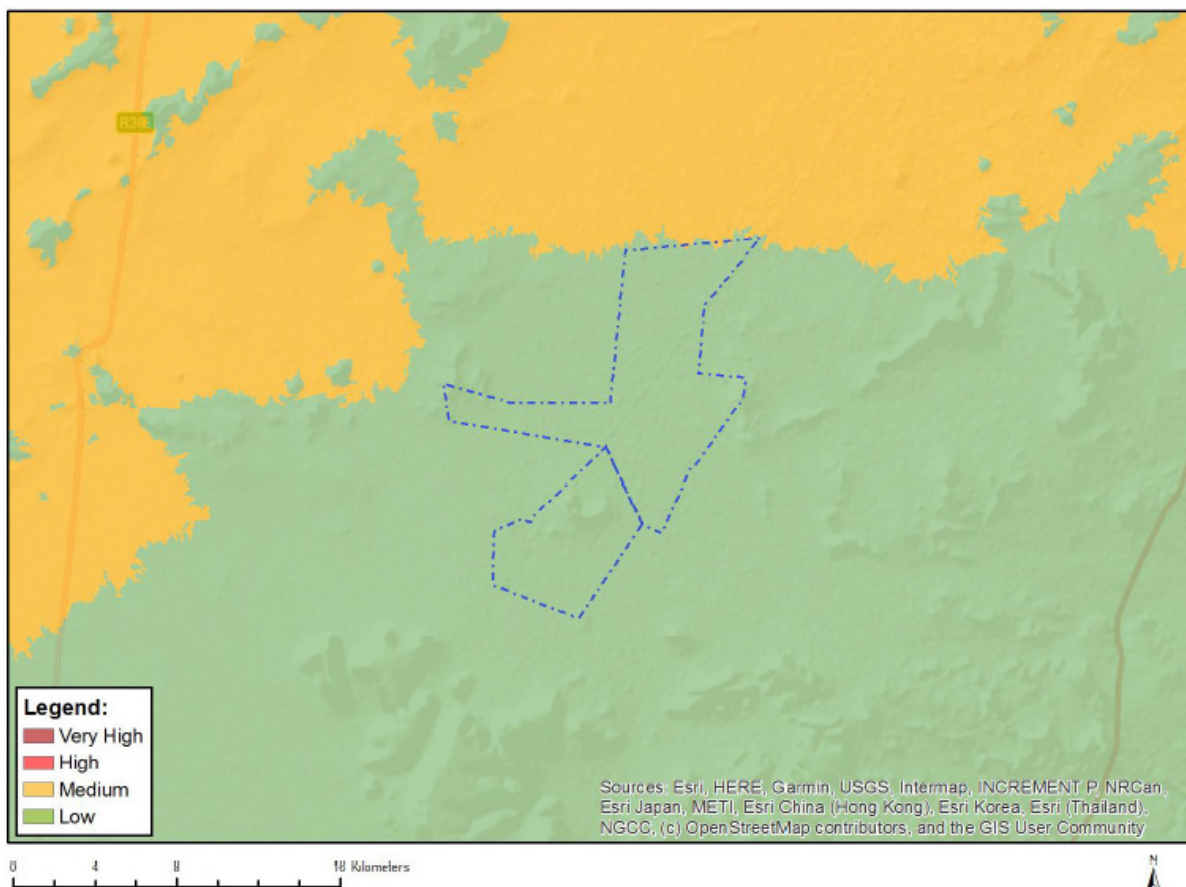 Legend:
Very High
High
Medium
Low
Sources: Esri, HERE, Garmin, USGS, Intermap, INCREMENT P, NRCan,
Esri Japan, METI, Esri China (Hong Kong), Esri Korea, Esri (Thailand),
NGCC, (c) OpenStreetMap contributors, and the GIS User Community
0 4 8 16 Kilometers
N